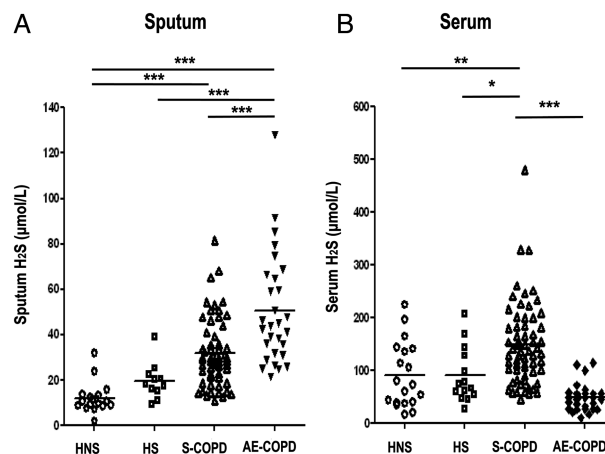 A
Sputum
***
***
***
***
Sputum H₂S (μmol/L)
140
120
100
80
60
40
20
0
HNS
HS
S-COPD
AE-COPD
B
Serum
**
*
***
Serum H₂S (μmol/L)
600
500
400
300
200
100
0
HNS
HS
S-COPD
AE-COPD